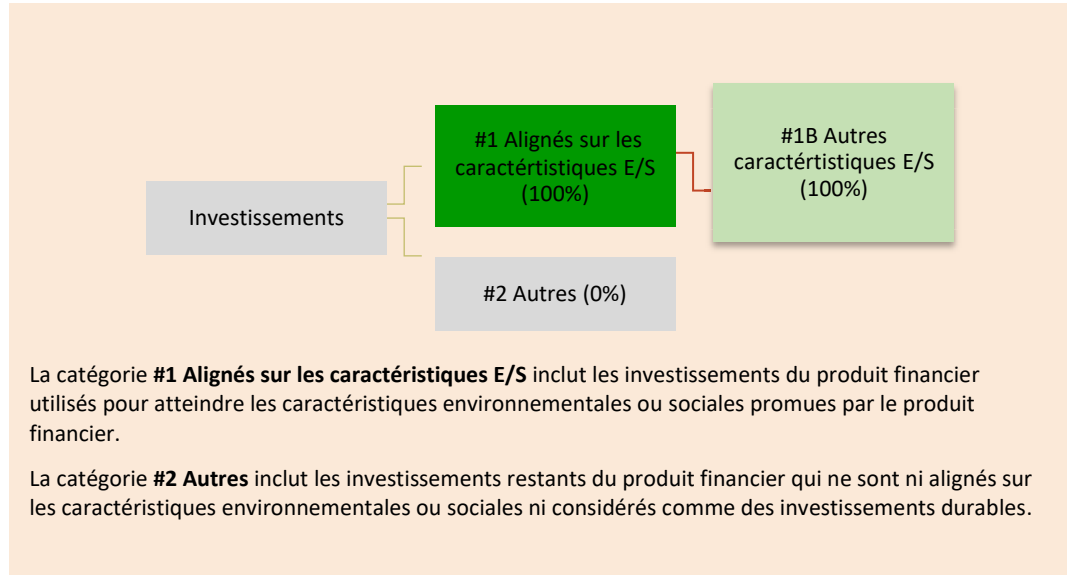 #1 Alignés sur les
caractértistiques E/S
(100%)
#1B Autres
caractértistiques E/S
(100%)
Investissements
#2 Autres (0%)
La catégorie #1 Alignés sur les caractéristiques E/S inclut les investissements du produit financier
utilisés pour atteindre les caractéristiques environnementales ou sociales promues par le produit
financier.
La catégorie #2 Autres inclut les investissements restants du produit financier qui ne sont ni alignés sur
les caractéristiques environnementales ou sociales ni considérés comme des investissements durables.